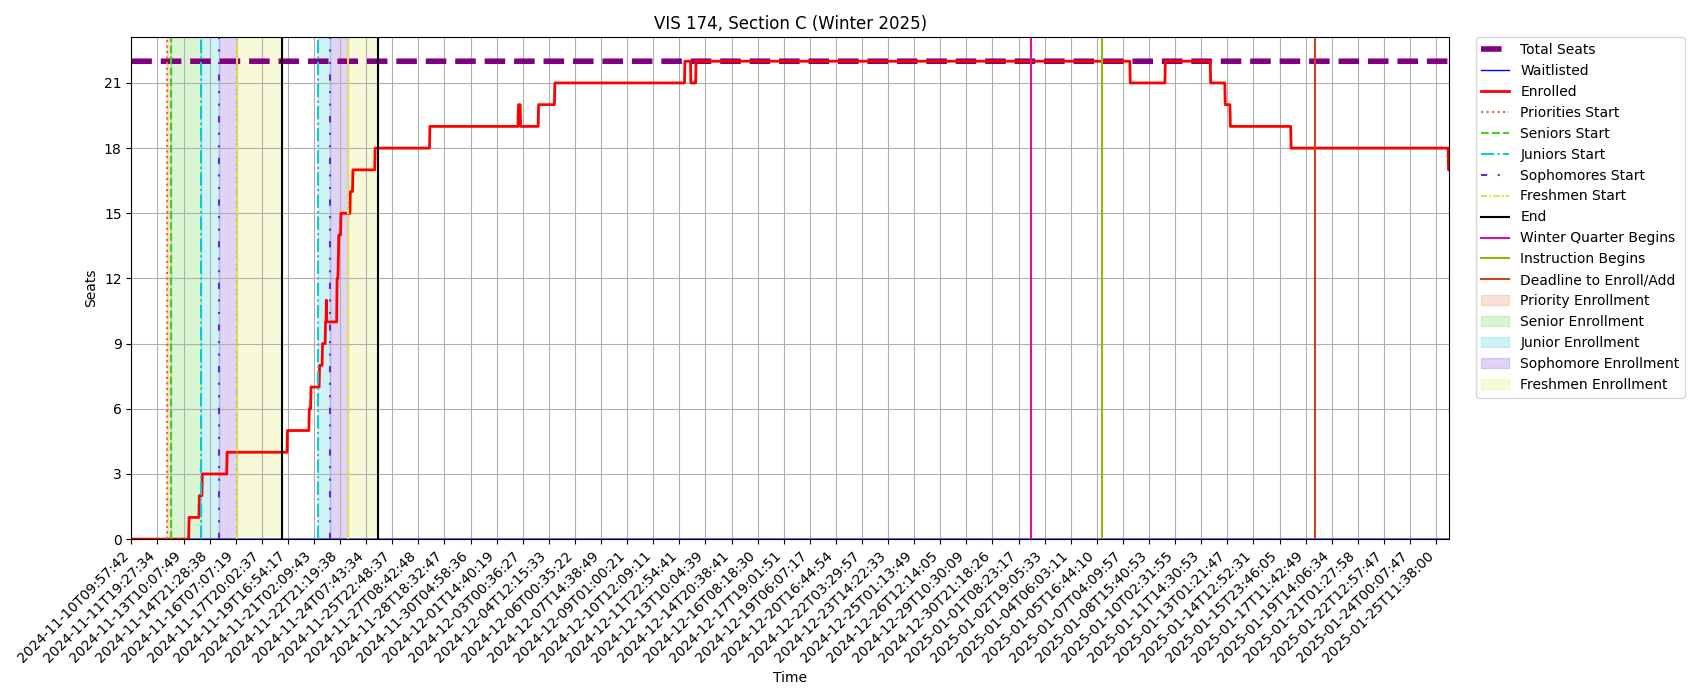 VIS 174, Section C (Winter 2025)
Seats
21
18
15
12
9
6
3
0
2024-11-10T09:57:42
2024-11-11T19:27:34
2024-11-13T10:07:49
2024-11-14T21:28:38
2024-11-16T07:07:19
2024-11-17T20:02:37
2024-11-19T16:54:17
2024-11-21T02:09:43
2024-11-22T21:19:38
2024-11-24T07:43:34
2024-11-25T22:48:37
2024-11-27T08:42:48
2024-11-28T18:32:47
2024-11-30T04:58:36
2024-12-01T14:40:19
2024-12-03T00:36:27
2024-12-04T12:15:33
2024-12-06T00:35:22
2024-12-07T14:38:49
2024-12-09T01:00:21
2024-12-10T12:09:11
2024-12-11T22:54:41
2024-12-13T10:04:39
2024-12-14T20:38:41
2024-12-16T08:18:30
2024-12-17T19:01:51
2024-12-19T06:07:17
2024-12-20T16:44:54
2024-12-22T03:29:57
2024-12-23T14:22:33
2024-12-25T01:13:49
2024-12-26T12:14:05
2024-12-29T10:30:09
2024-12-30T21:18:26
2025-01-01T08:23:17
2025-01-02T19:05:33
2025-01-04T06:03:11
2025-01-05T16:44:10
2025-01-07T04:09:57
2025-01-08T15:40:53
2025-01-10T02:31:55
2025-01-11T14:30:53
2025-01-13T01:21:47
2025-01-14T12:52:31
2025-01-15T23:46:05
2025-01-17T11:42:49
2025-01-19T14:06:34
2025-01-21T01:27:58
2025-01-22T12:57:47
2025-01-24T00:07:47
2025-01-25T11:38:00
Time
Total Seats
Waitlisted
Enrolled
Priorities Start
Seniors Start
Juniors Start
Sophomores Start
Freshmen Start
End
Winter Quarter Begins
Instruction Begins
Deadline to Enroll/Add
Priority Enrollment
Senior Enrollment
Junior Enrollment
Sophomore Enrollment
Freshmen Enrollment